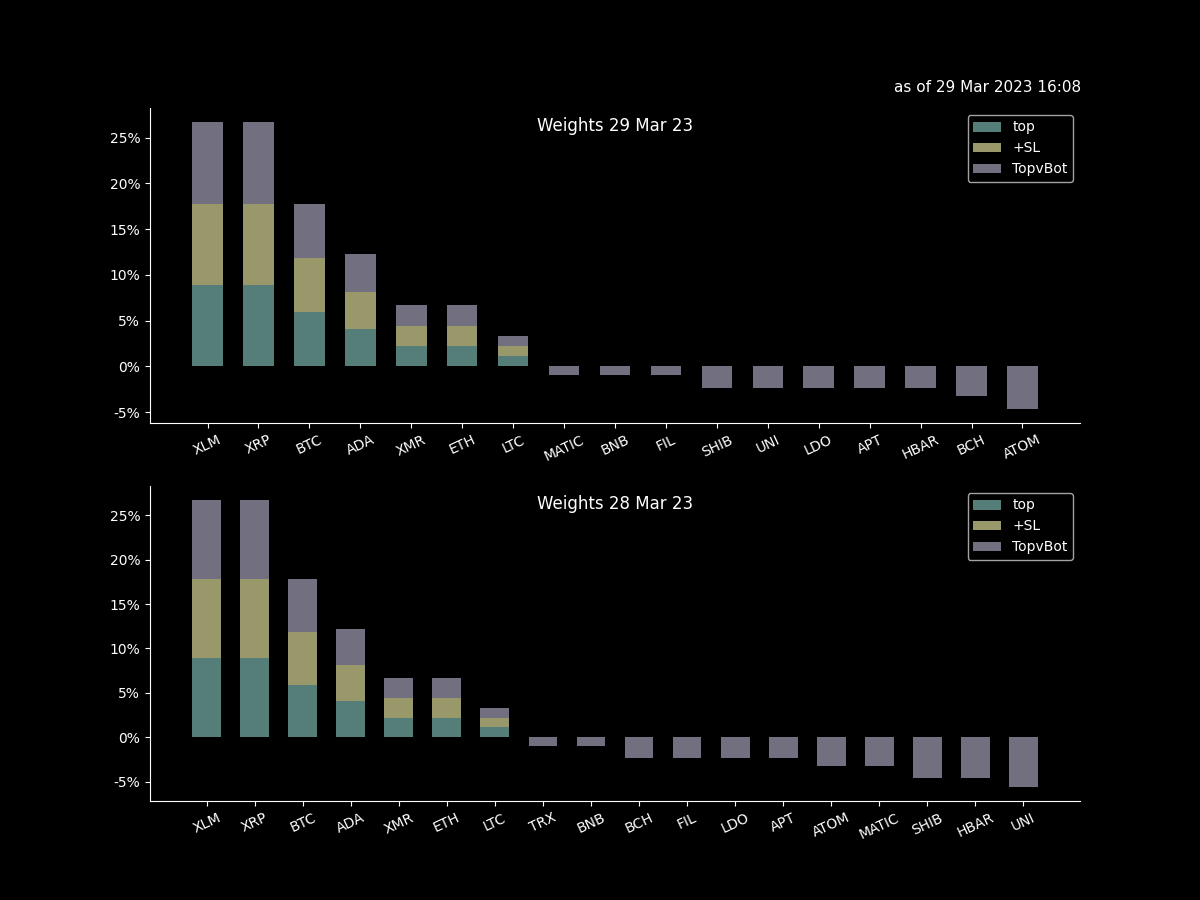 as of 29 Mar 2023 16:08
Weights 29 Mar 23
top
+SL
TopvBot
25%
20%
15%
10%
5%
0%
-5%
XLM XRP BTC ADA XMR ETH LTC MATIC BNB FIL SHIB UNI LDO APT HBAR BCH ATOM
Weights 28 Mar 23
top
+SL
TopvBot
25%
20%
15%
10%
5%
0%
-5%
XLM XRP BTC ADA XMR ETH LTC TRX BNB BCH FIL LDO APT ATOM MATIC SHIB HBAR UNI